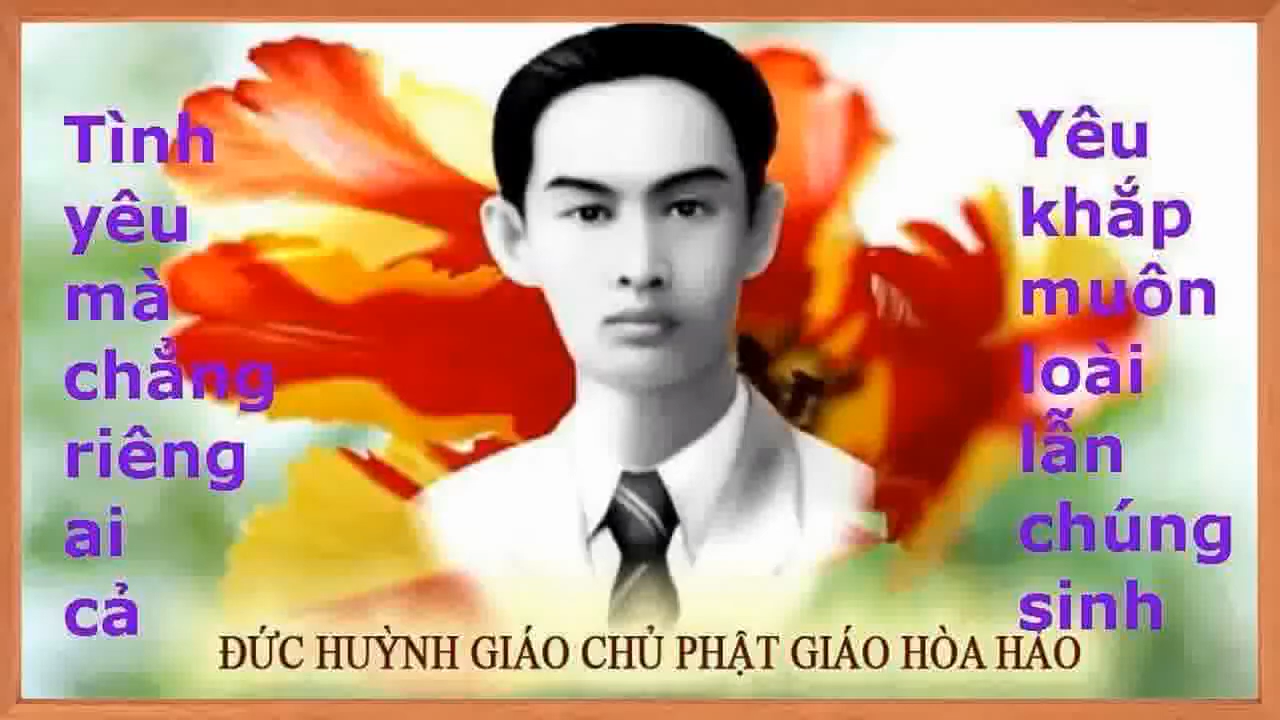 Tình
yêu
mà
chẳng
riêng
ai
cả
Yêu
khắp
muôn
loài
lẫn
chúng
sinh
ĐỨC HUỲNH GIÁO CHỦ PHẬT GIÁO HÒA HẢO